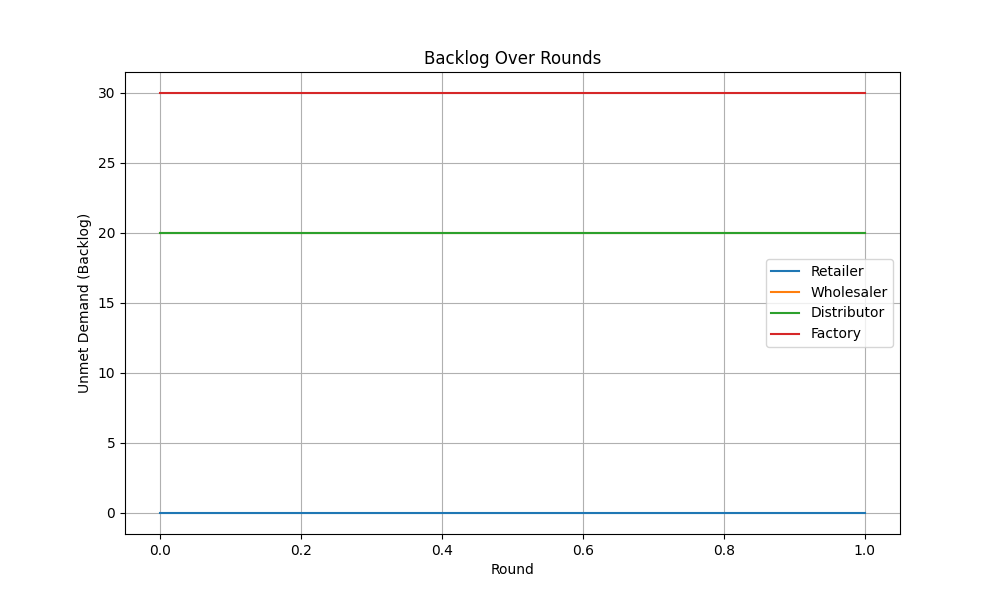 Backlog Over Rounds
Unmet Demand (Backlog)
30
25
20
15
10
5
0
Retailer
Wholesaler
Distributor
Factory
0.0 0.2 0.4 0.6 0.8 1.0
Round